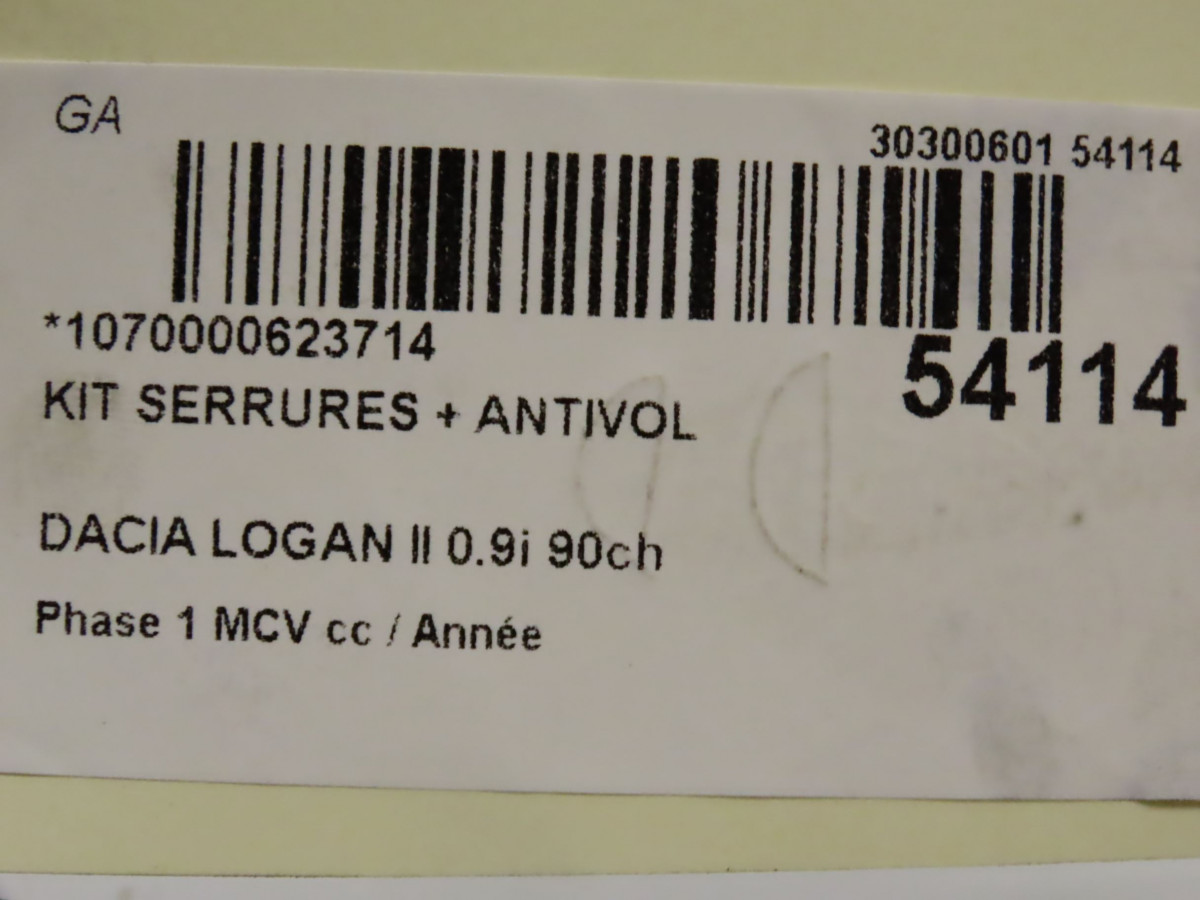 GA
30300601 54114
*1070000623714
54114
KIT SERRURES + ANTIVOL
DACIA LOGAN II 0.9i 90ch
Phase 1 MCV cc / Année